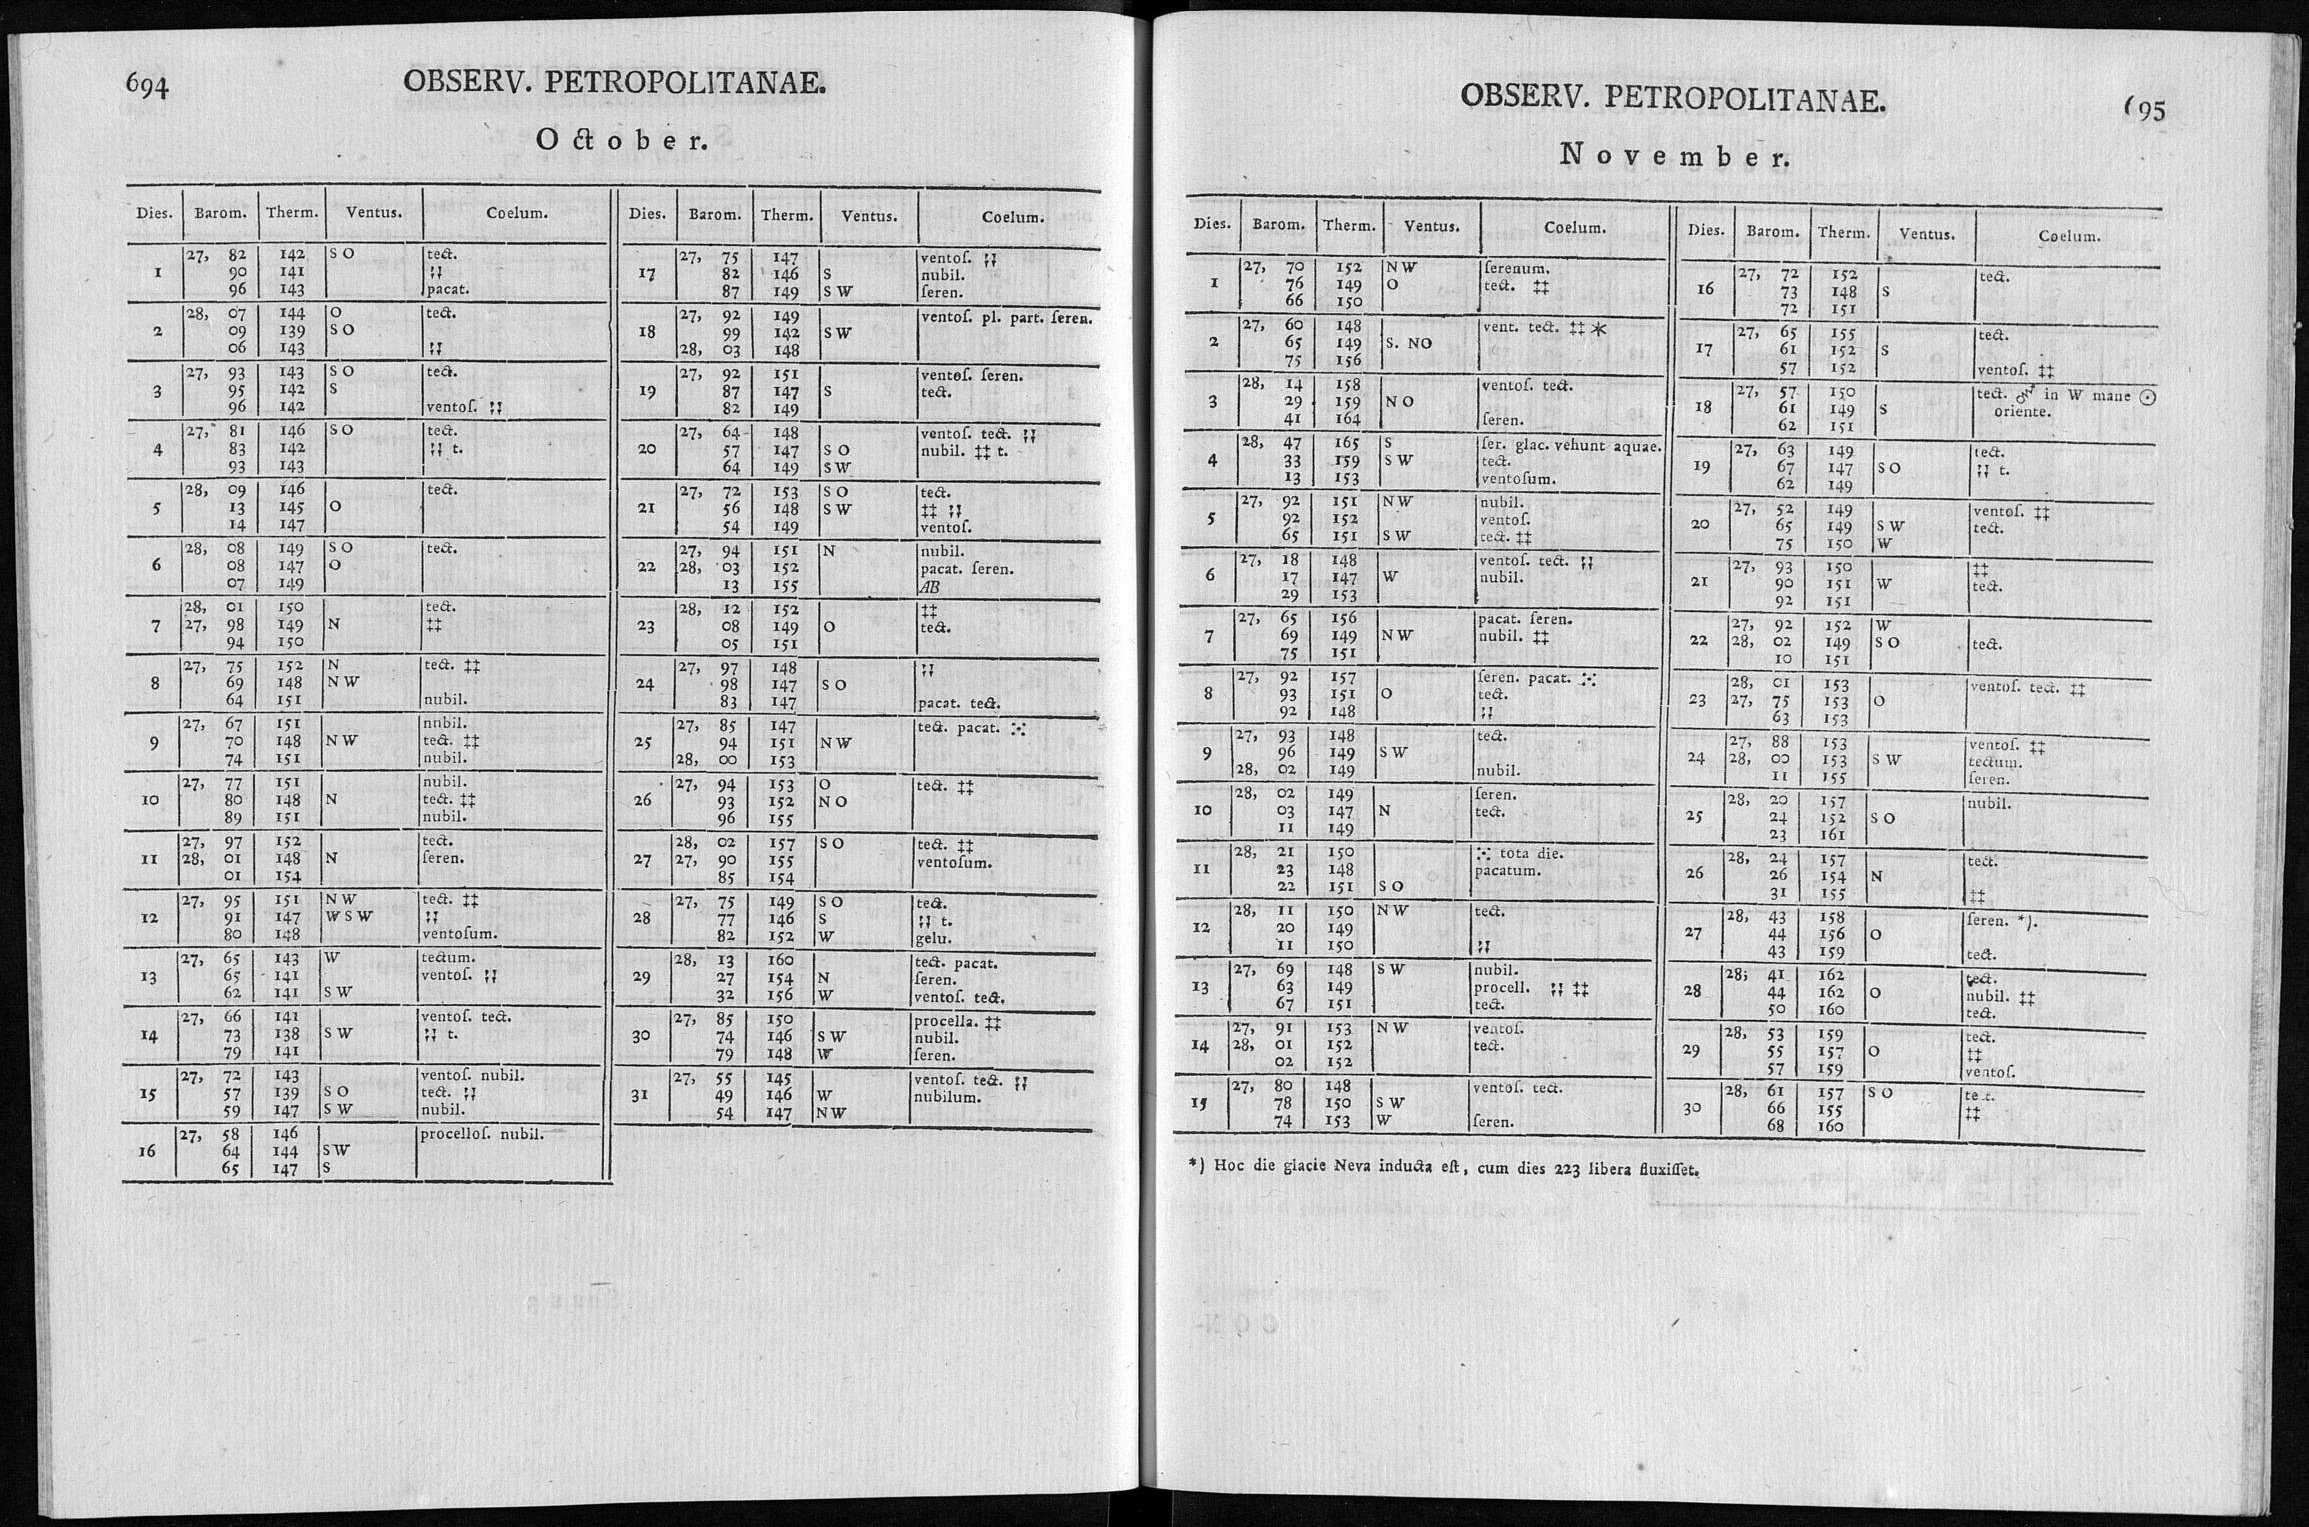 694
OBSERV. PETROPOLITANAE.
October.
Dies. Barom. Therm. Ventus. Coelum.
27, 82 142 S O tect.
1 90 141 ⁏⁏
96 143 pacat.
28, 07 144 O tect.
2 09 139 S O
06 143 ⁏⁏
27, 93 143 S O tect.
3 95 142 S
96 142 ventoſ. ⁏⁏
27, 81 146 S O tect.
4 83 142 ⁏⁏ t.
93 143
28, 09 146 tect.
5 13 145 O
14 147
28, 08 149 S O tect.
6 08 147 O
07 149
28, 01 150 tect.
7 27, 98 149 N ‡‡
94 150
27, 75 152 N tect. ‡‡
8 69 148 N W
64 151 nubil.
27, 67 151 nubil.
9 70 148 N W tect. ‡‡
74 151 nubil.
27, 77 151 nubil.
10 80 148 N tect. ‡‡
89 151 nubil.
27, 97 152 tect.
11 28, 01 148 N ſeren.
01 154
27, 95 151 N W tect. ‡‡
12 91 147 W S W ⁏⁏
80 148 ventoſum.
27, 65 143 W tectum.
13 65 141 ventoſ. ⁏⁏
62 141 S W
27, 66 141 ventoſ. tect.
14 73 138 S W ⁏⁏ t.
79 141
27, 72 143 ventoſ. nubil.
15 57 139 S O tect. ⁏⁏
59 147 S W nubil.
27, 58 146 procelloſ. nubil.
16 64 144 S W
65 147 S
Dies. Barom. Therm. Ventus. Coelum.
27, 75 147 ventoſ. ⁏⁏
17 82 146 S nubil.
87 149 S W ſeren.
27, 92 149 ventoſ. pl. part. ſeren.
18 99 142 S W
28, 03 148
27, 92 151 ventoſ. ſeren.
19 87 147 S tect.
82 149
27, 64 148 ventoſ. tect. ⁏⁏
20 57 147 S O nubil. ‡‡ t.
64 149 S W
27, 72 153 S O tect.
21 56 148 S W ‡‡ ⁏⁏
54 149 ventoſ.
27, 94 151 N nubil.
22 28, 03 152 pacat. ſeren.
13 155 AB
28, 12 152 ‡‡
23 08 149 O tect.
05 151
27, 97 148 ⁏⁏
24 98 147 S O
83 147 pacat. tect.
27, 85 147 tect. pacat. ⁙
25 94 151 N W
28, 00 153
27, 94 153 O tect. ‡‡
26 93 152 N O
96 155
28, 02 157 S O tect. ‡‡
27 27, 90 155 ventoſum.
85 154
27, 75 149 S O tect.
28 77 146 S ⁏⁏ t.
82 152 W gelu.
28, 13 160 tect. pacat.
29 27 154 N ſeren.
32 156 W ventoſ. tect.
27, 85 150 procella. ‡‡
30 74 146 S W nubil.
79 148 W ſeren.
27, 55 145 ventoſ. tect. ⁏⁏
31 49 146 W nubilum.
54 147 N W
OBSERV. PETROPOLITANAE.
(95
November.
Dies. Barom. Therm. Ventus. Coelum.
27, 70 152 N W ſerenum.
1 76 149 O tect. ‡‡
66 150
27, 60 148 vent. tect. ‡‡ *
2 65 149 S. NO
75 156
28, 14 158 ventoſ. tect.
3 29 159 N O
41 164 ſeren.
28, 47 165 S ſer. glac. vehunt aquae.
4 33 159 S W tect.
13 153 ventoſum.
27, 92 151 N W nubil.
5 92 152 ventoſ.
65 151 S W tect. ‡‡
27, 18 148 ventoſ. tect. ⁏⁏
6 17 147 W nubil.
29 153
27, 65 156 pacat. ſeren.
7 69 149 N W nubil. ‡‡
75 151
27, 92 157 ſeren. pacat. ⁙
8 93 151 O tect.
92 148 ⁏⁏
27, 93 148 tect.
9 96 149 S W
28, 02 149 nubil.
28, 02 149 ſeren.
10 03 147 N tect.
11 149
28, 21 150 ⁙ tota die.
11 23 148 pacatum.
22 151 S O
28, 11 150 N W tect.
12 20 149
11 150 ⁏⁏
27, 69 148 S W nubil.
13 63 149 procell. ⁏⁏ ‡‡
67 151 tect.
27, 91 153 N W ventoſ.
14 28, 01 152 tect.
02 152
27, 80 148 ventoſ. tect.
15 78 150 S W
74 153 W ſeren.
Dies. Barom. Therm. Ventus. Coelum.
27, 72 152 tect.
16 73 148 S
72 151
27, 65 155 tect.
17 61 152 S
57 152 ventoſ. ‡‡
27, 57 150 tect. in W mane ☉
18 61 149 S oriente.
62 151
27, 63 149 tect.
19 67 147 S O ⁏⁏ t.
62 149
27, 52 149 ventoſ. ‡‡
20 65 149 S W tect.
75 150 W
27, 93 150 ‡‡
21 90 151 W tect.
92 151
27, 92 152 W
22 28, 02 149 S O tect.
10 151
28, 01 153 ventoſ. tect. ‡‡
23 27, 75 153 O
63 153
27, 88 153 ventoſ. ‡‡
24 28, 00 153 S W tectum.
11 155 ſeren.
28, 20 157 nubil.
25 24 152 S O
23 161
28, 24 157 tect.
26 26 154 N
31 155 ‡‡
28, 43 158 ſeren. *).
27 44 156 O
43 159 tect.
28; 41 162 tect.
28 44 162 O nubil. ‡‡
50 160 tect.
28, 53 159 tect.
29 55 157 O ‡‡
57 159 ventoſ.
28, 61 157 S O tect.
30 66 155 ‡‡
68 160
*) Hoc die glacie Neva inducta eſt, cum dies 223 libera fluxiſſet.